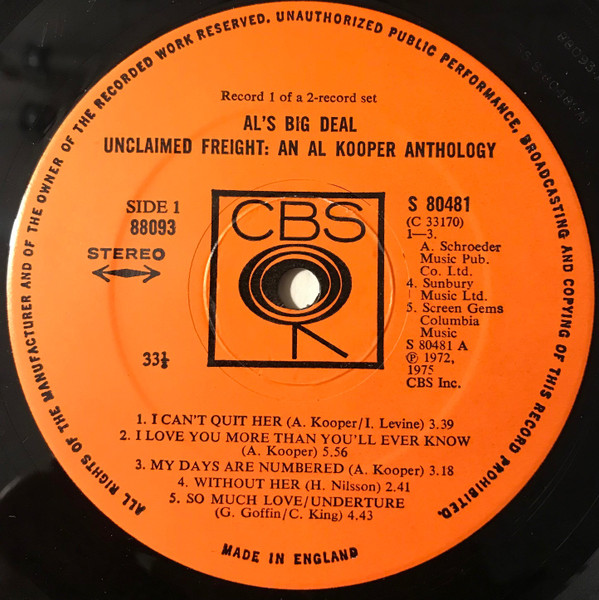 ALL RIGHTS OF THE MANUFACTURER AND OF THE OWNER OF THE RECORDED WORK RESERVED. UNAUTHORIZED PUBLIC PERFORMANCE, BROADCASTING AND COPYING OF THIS RECORD PROHIBITED.
Record 1 of a 2-record set
AL'S BIG DEAL
UNCLAIMED FREIGHT: AN AL KOOPER ANTHOLOGY
SIDE 1
88093
STEREO
33⅓
CBS
S 80481
(C 33170)
1—3.
A. Schroeder
Music Pub.
Co. Ltd.
4. Sunbury
Music Ltd.
5. Screen Gems
Columbia
Music
S 80481 A
℗ 1972,
1975
CBS Inc.
1. I CAN'T QUIT HER (A. Kooper/I. Levine) 3.39
2. I LOVE YOU MORE THAN YOU'LL EVER KNOW
(A. Kooper) 5.56
3. MY DAYS ARE NUMBERED (A. Kooper) 3.18
4. WITHOUT HER (H. Nilsson) 2.41
5. SO MUCH LOVE/UNDERTURE
(G. Goffin/C. King) 4.43
MADE IN ENGLAND